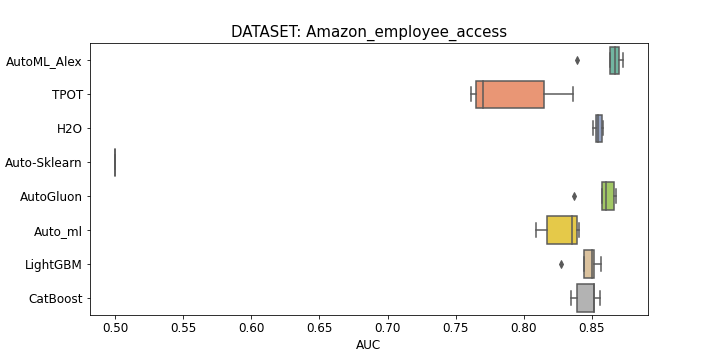 DATASET: Amazon_employee_access
AutoML_Alex
TPOT
H2O
Auto-Sklearn
AutoGluon
Auto_ml
LightGBM
CatBoost
0.50 0.55 0.60 0.65 0.70 0.75 0.80 0.85
AUC